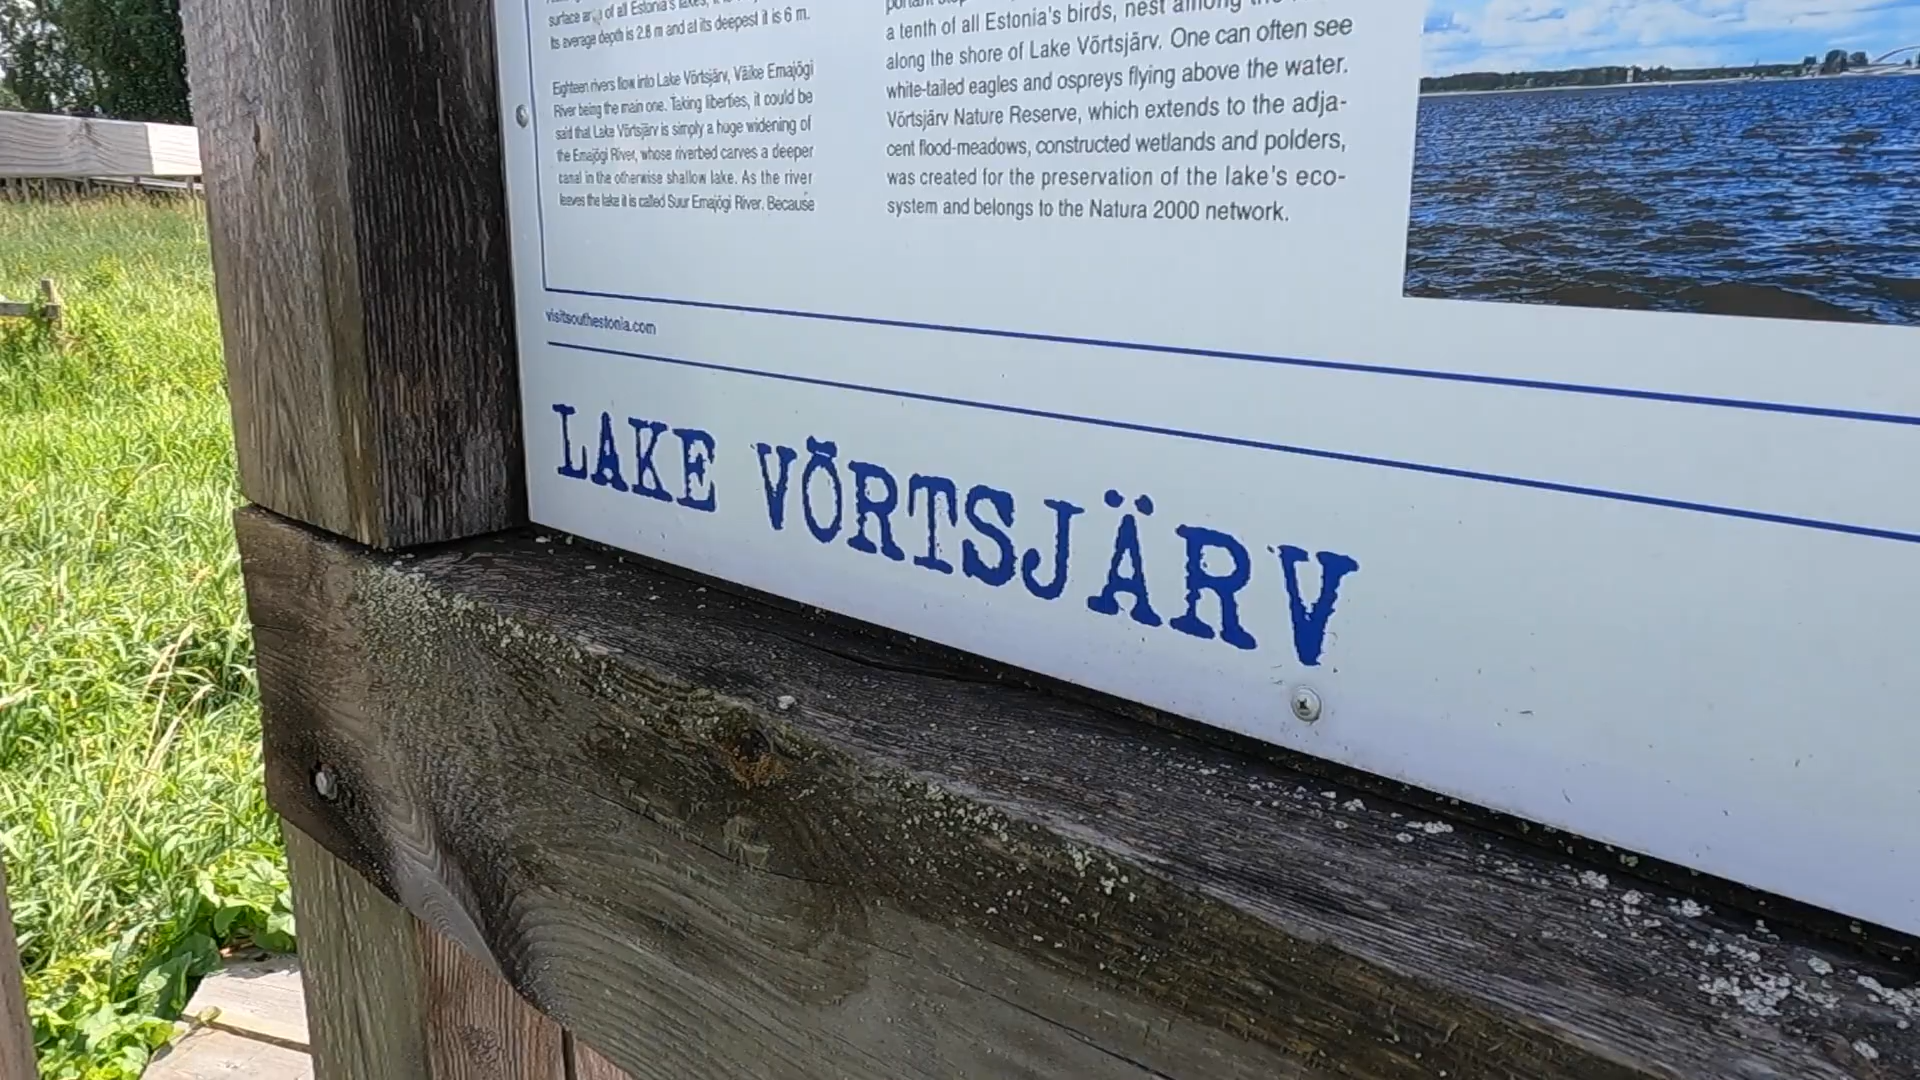 surface area of all Estonia's lakes,
Its average depth is 2.8 m and at its deepest it is 6 m.
Eighteen rivers flow into Lake Võrtsjärv, Väike Emajõgi
River being the main one. Taking liberties, it could be
said that Lake Võrtsjärv is simply a huge widening of
the Emajõgi River, whose riverbed carves a deeper
canal in the otherwise shallow lake. As the river
leaves the lake it is called Suur Emajõgi River. Because
a tenth of all Estonia's birds, nest among
along the shore of Lake Võrtsjärv. One can often see
white-tailed eagles and ospreys flying above the water.
Võrtsjärv Nature Reserve, which extends to the adja-
cent flood-meadows, constructed wetlands and polders,
was created for the preservation of the lake's eco-
system and belongs to the Natura 2000 network.
visitsouthestonia.com
LAKE VÕRTSJÄRV